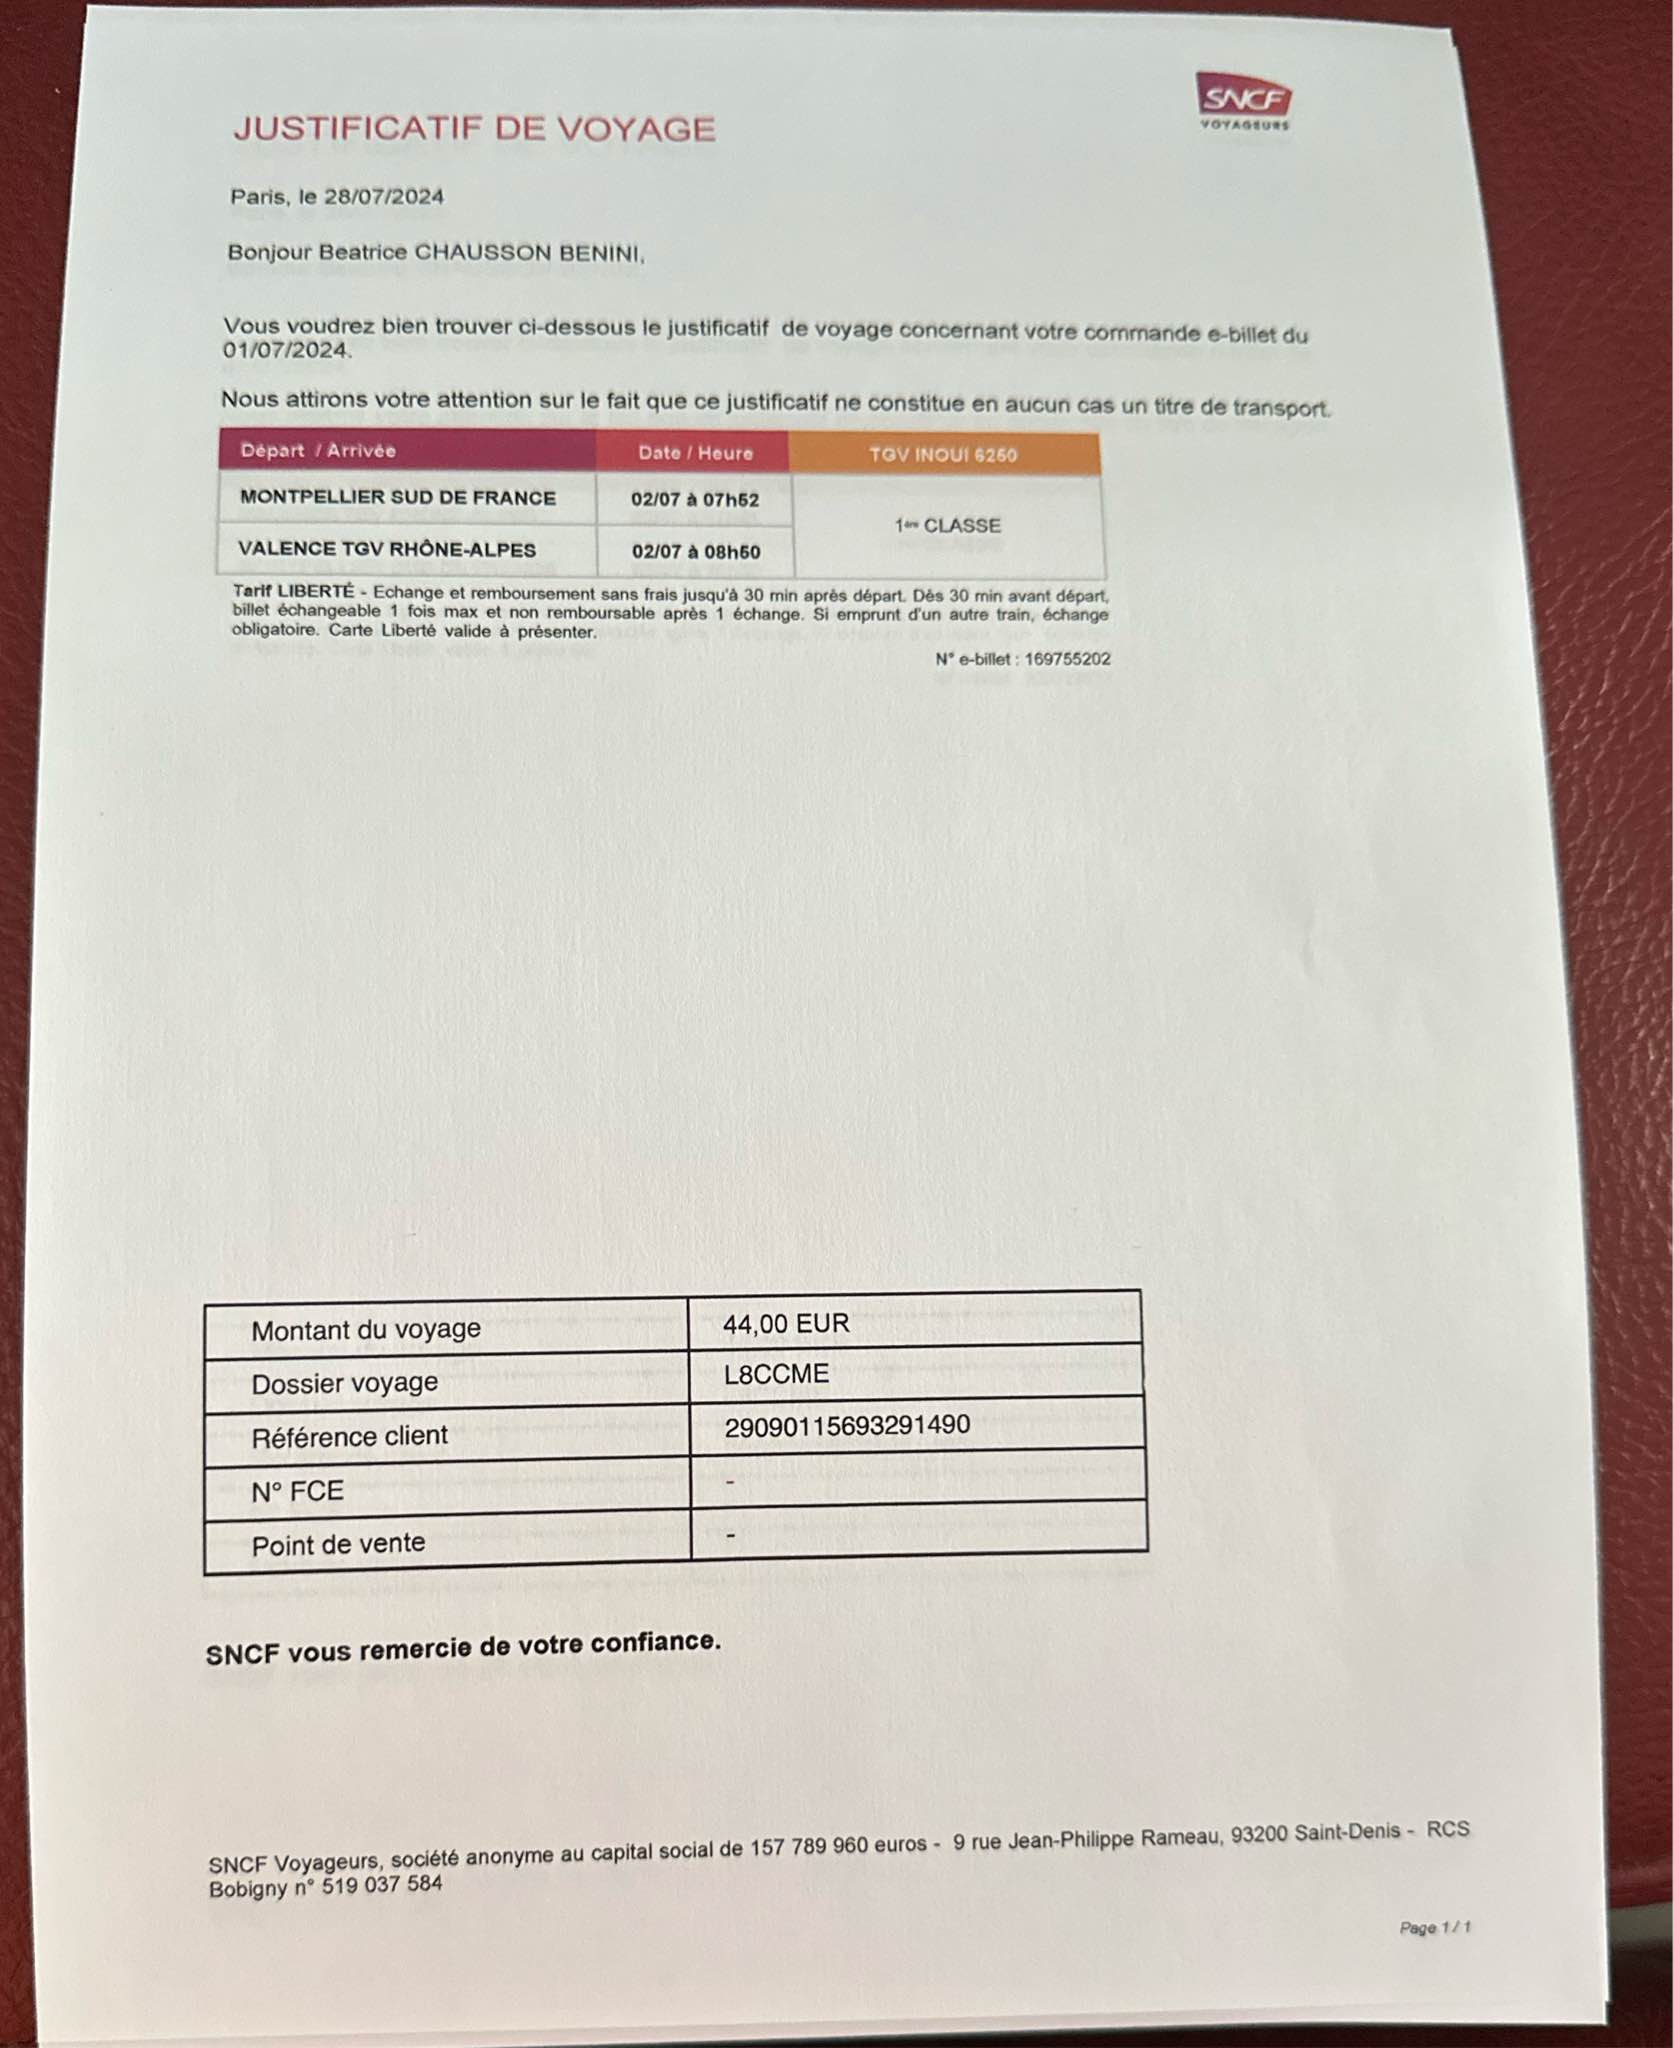 SNCF
VOYAGEURS
JUSTIFICATIF DE VOYAGE
Paris, le 28/07/2024
Bonjour Beatrice CHAUSSON BENINI,
Vous voudrez bien trouver ci-dessous le justificatif de voyage concernant votre commande e-billet du
01/07/2024.
Nous attirons votre attention sur le fait que ce justificatif ne constitue en aucun cas un titre de transport.
Départ / Arrivée Date / Heure TGV INOUI 6260
MONTPELLIER SUD DE FRANCE 02/07 à 07h52
1ère CLASSE
VALENCE TGV RHÔNE-ALPES 02/07 à 08h50
Tarif LIBERTÉ - Echange et remboursement sans frais jusqu'à 30 min après départ. Dès 30 min avant départ,
billet échangeable 1 fois max et non remboursable après 1 échange. Si emprunt d'un autre train, échange
obligatoire. Carte Liberté valide à présenter.
N° e-billet : 169755202
Montant du voyage 44,00 EUR
Dossier voyage L8CCME
Référence client 29090115693291490
N° FCE -
Point de vente -
SNCF vous remercie de votre confiance.
SNCF Voyageurs, société anonyme au capital social de 157 789 960 euros - 9 rue Jean-Philippe Rameau, 93200 Saint-Denis - RCS
Bobigny n° 519 037 584
Page 1 / 1